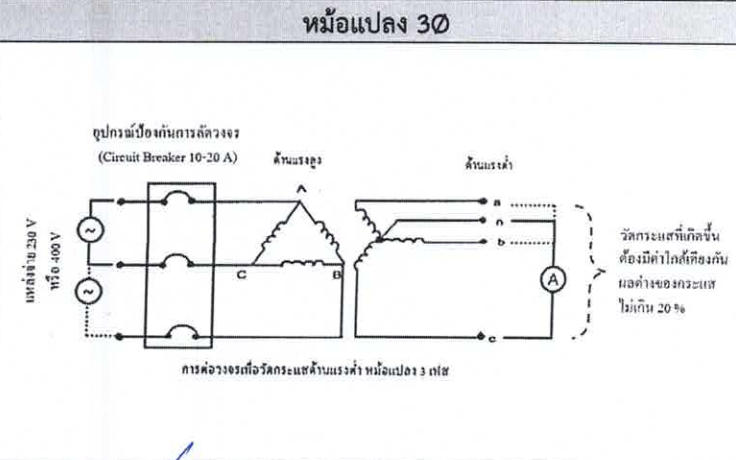 หม้อแปลง 3Ø
อุปกรณ์ป้องกันการลัดวงจร
(Circuit Breaker 10-20 A)
ด้านแรงสูง
ด้านแรงต่ำ
แหล่งจ่าย 230 V
หรือ 400 V
A
C
B
a
n
b
c
A
วัดกระแสที่เกิดขึ้น
ต้องมีค่าใกล้เคียงกัน
ผลต่างของกระแส
ไม่เกิน 20 %
การต่อวงจรเพื่อวัดกระแสด้านแรงต่ำ หม้อแปลง 3 เฟส